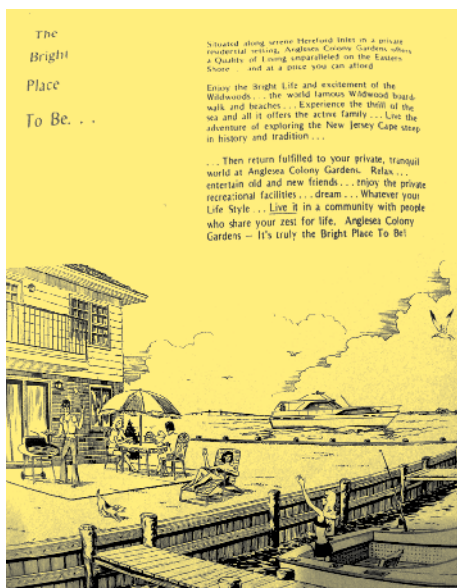 The
Bright
Place
To Be. . .
Situated along serene Hereford Inlet in a private
residential setting, Anglesea Colony Gardens offers
a Quality of Living unparalleled on the Eastern
Shore . . and at a price you can afford
Enjoy the Bright Life and excitement of the
Wildwoods . . . the world famous Wildwood board-
walk and beaches . . . Experience the thrill of the
sea and all it offers the active family . . . Live the
adventure of exploring the New Jersey Cape steep
in history and tradition . . .
. . . Then return fulfilled to your private, tranquil
world at Anglesea Colony Gardens. Relax . . .
entertain old and new friends . . . enjoy the private
recreational facilities . . . dream . . . Whatever your
Life Style . . . Live it in a community with people
who share your zest for life. Anglesea Colony
Gardens — It's truly the Bright Place To Be!